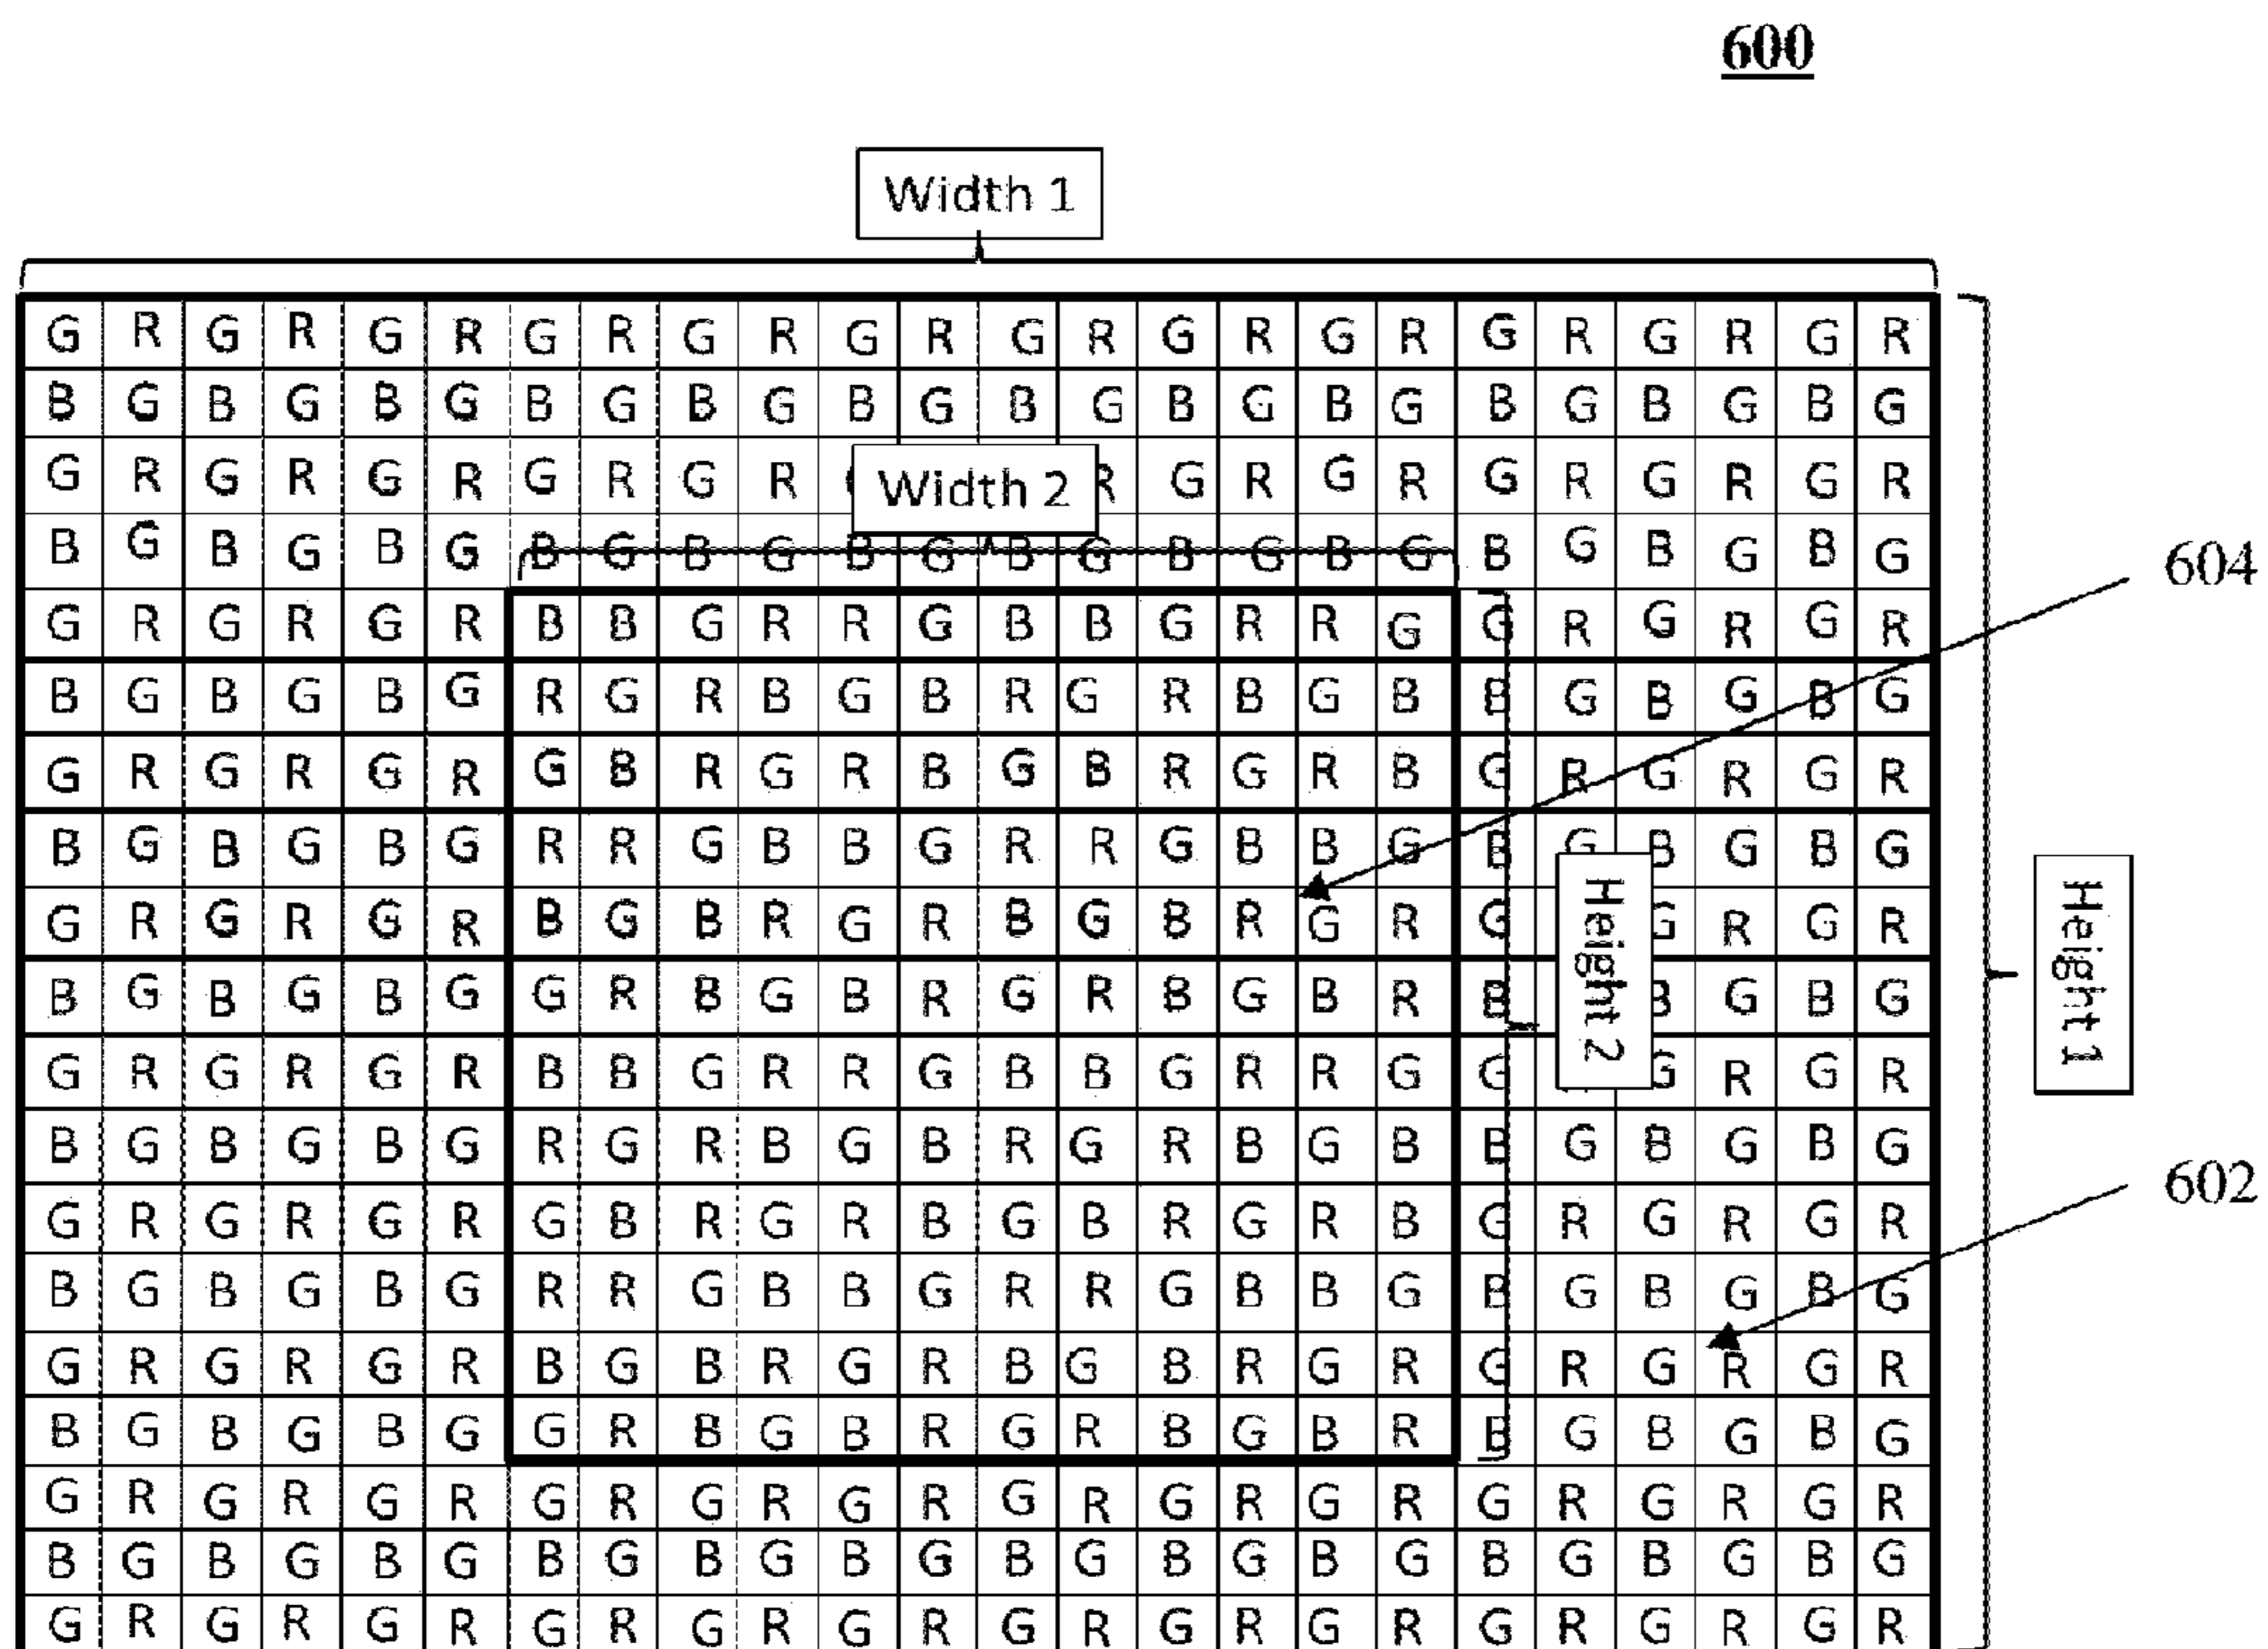 600
Width 1
G R G R G R G R G R G R G R G R G R G R G R G R
B G B G B G B G B G B G B G B G B G B G B G B G
G R G R G R G R G R Width 2 R G R G R G R G R G R
B G B G B G B G B G B G B G B G B G B G B G B G
604
G R G R G R B B G R R G B B G R R G G R G R G R
B G B G B G R G R B G B R G R B G B B G B G B G
G R G R G R G B R G R B G B R G R B G R G R G R
B G B G B G R R G B B G R R G B B G B G B G B G
Height 2
Height 1
G R G R G R B G B R G R B G B R G R G G R G R
B G B G B G G R B G B R G R B G B R B B G B G
G R G R G R B B G R R G B B G R R G G G R G R
B G B G B G R G R B G B R G R B G B B G B G B G
602
G R G R G R G B R G R B G B R G R B G R G R G R
B G B G B G R R G B B G R R G B B G B G B G B G
G R G R G R B G B R G R B G B R G R G R G R G R
B G B G B G G R B G B R G R B G B R B G B G B G
G R G R G R G R G R G R G R G R G R G R G R G R
B G B G B G B G B G B G B G B G B G B G B G B G
G R G R G R G R G R G R G R G R G R G R G R G R